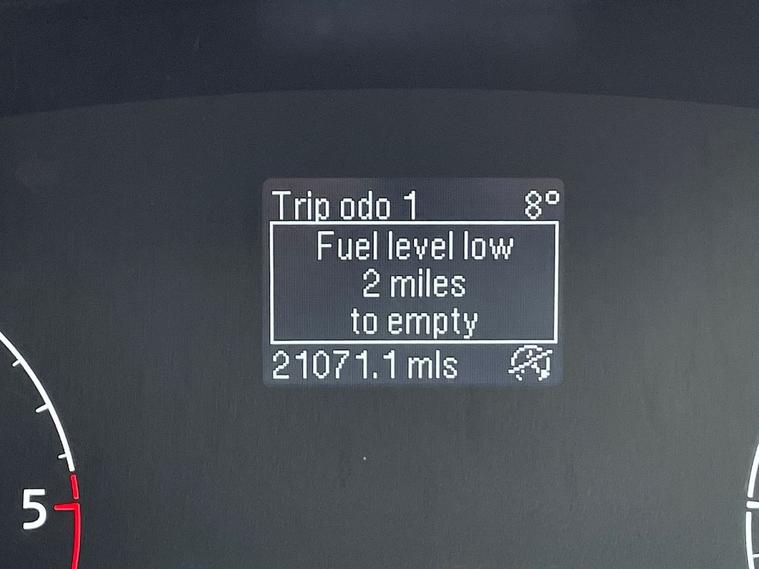 Trip odo 1 8°
Fuel level low
2 miles
to empty
21071.1 mls
5